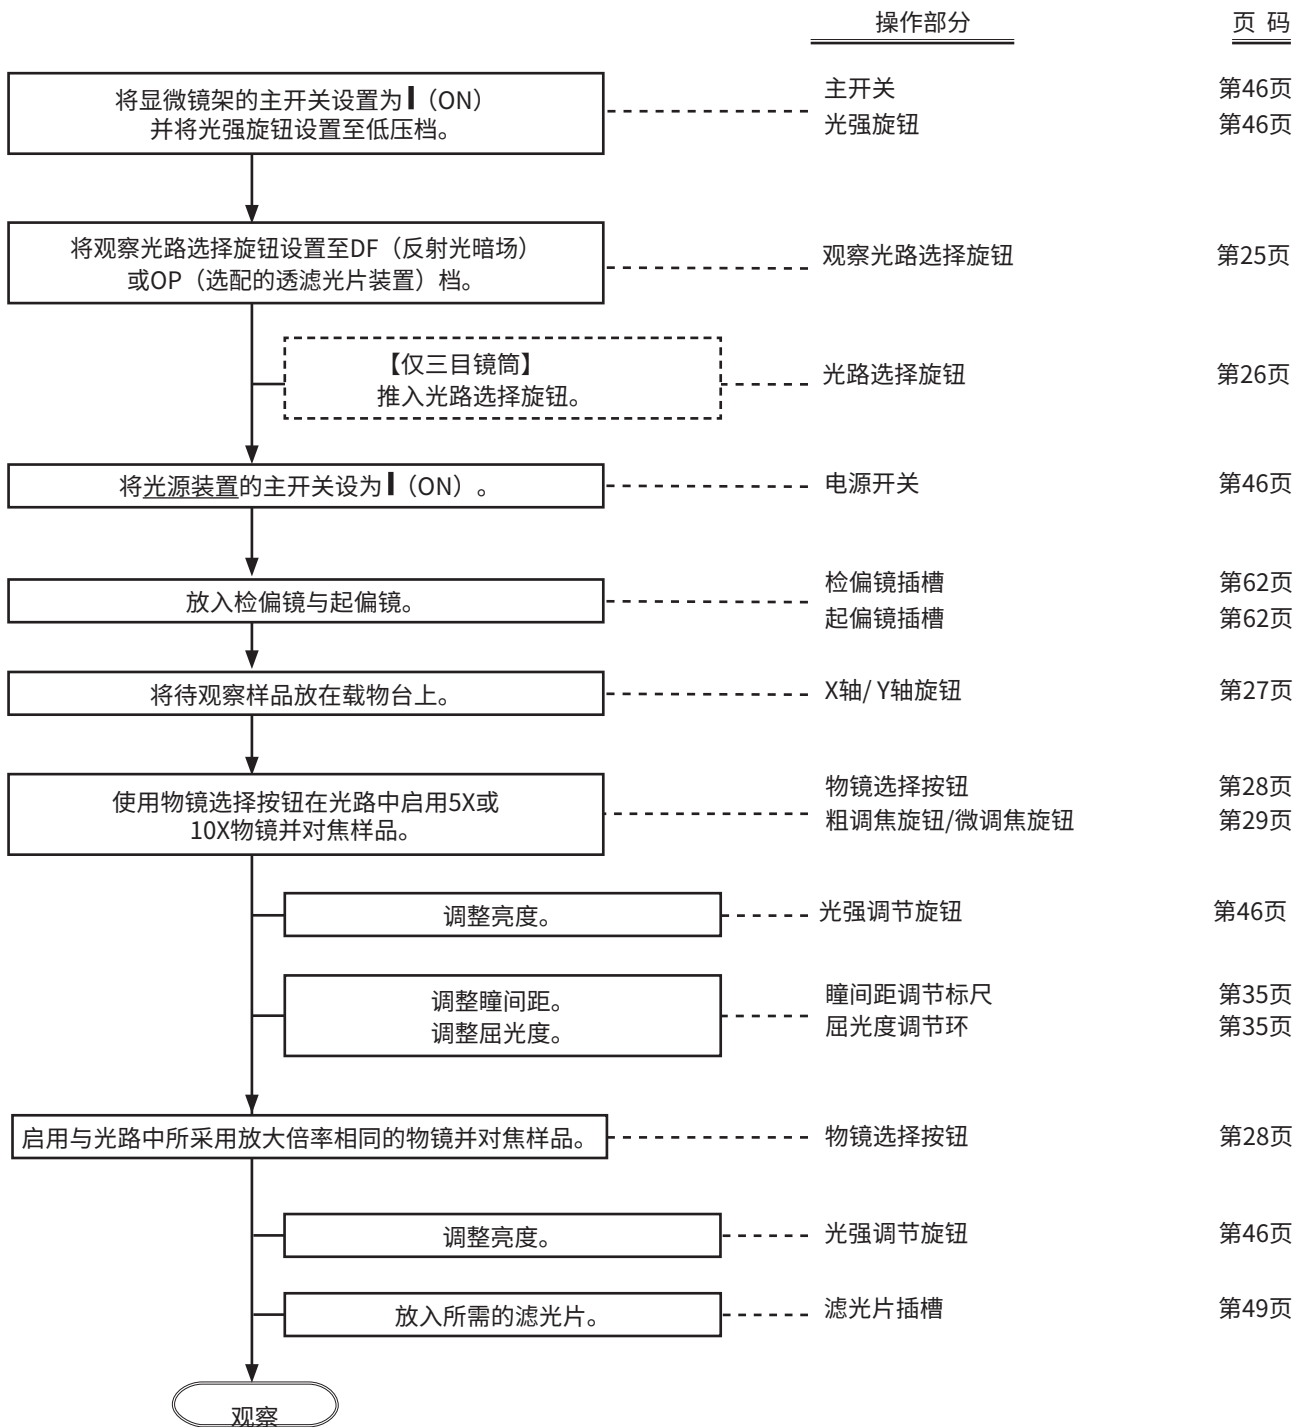 操作部分 页 码
将显微镜架的主开关设置为 I（ON）
并将光强旋钮设置至低压档。
主开关 第46页
光强旋钮 第46页
将观察光路选择旋钮设置至DF（反射光暗场）
或OP（选配的透滤光片装置）档。
观察光路选择旋钮 第25页
【仅三目镜筒】
推入光路选择旋钮。
光路选择旋钮 第26页
将光源装置的主开关设为 I（ON）。
电源开关 第46页
放入检偏镜与起偏镜。
检偏镜插槽 第62页
起偏镜插槽 第62页
将待观察样品放在载物台上。
X轴/ Y轴旋钮 第27页
使用物镜选择按钮在光路中启用5X或
10X物镜并对焦样品。
物镜选择按钮 第28页
粗调焦旋钮/微调焦旋钮 第29页
调整亮度。
光强调节旋钮 第46页
调整瞳间距。
调整屈光度。
瞳间距调节标尺 第35页
屈光度调节环 第35页
启用与光路中所采用放大倍率相同的物镜并对焦样品。
物镜选择按钮 第28页
调整亮度。
光强调节旋钮 第46页
放入所需的滤光片。
滤光片插槽 第49页
观察